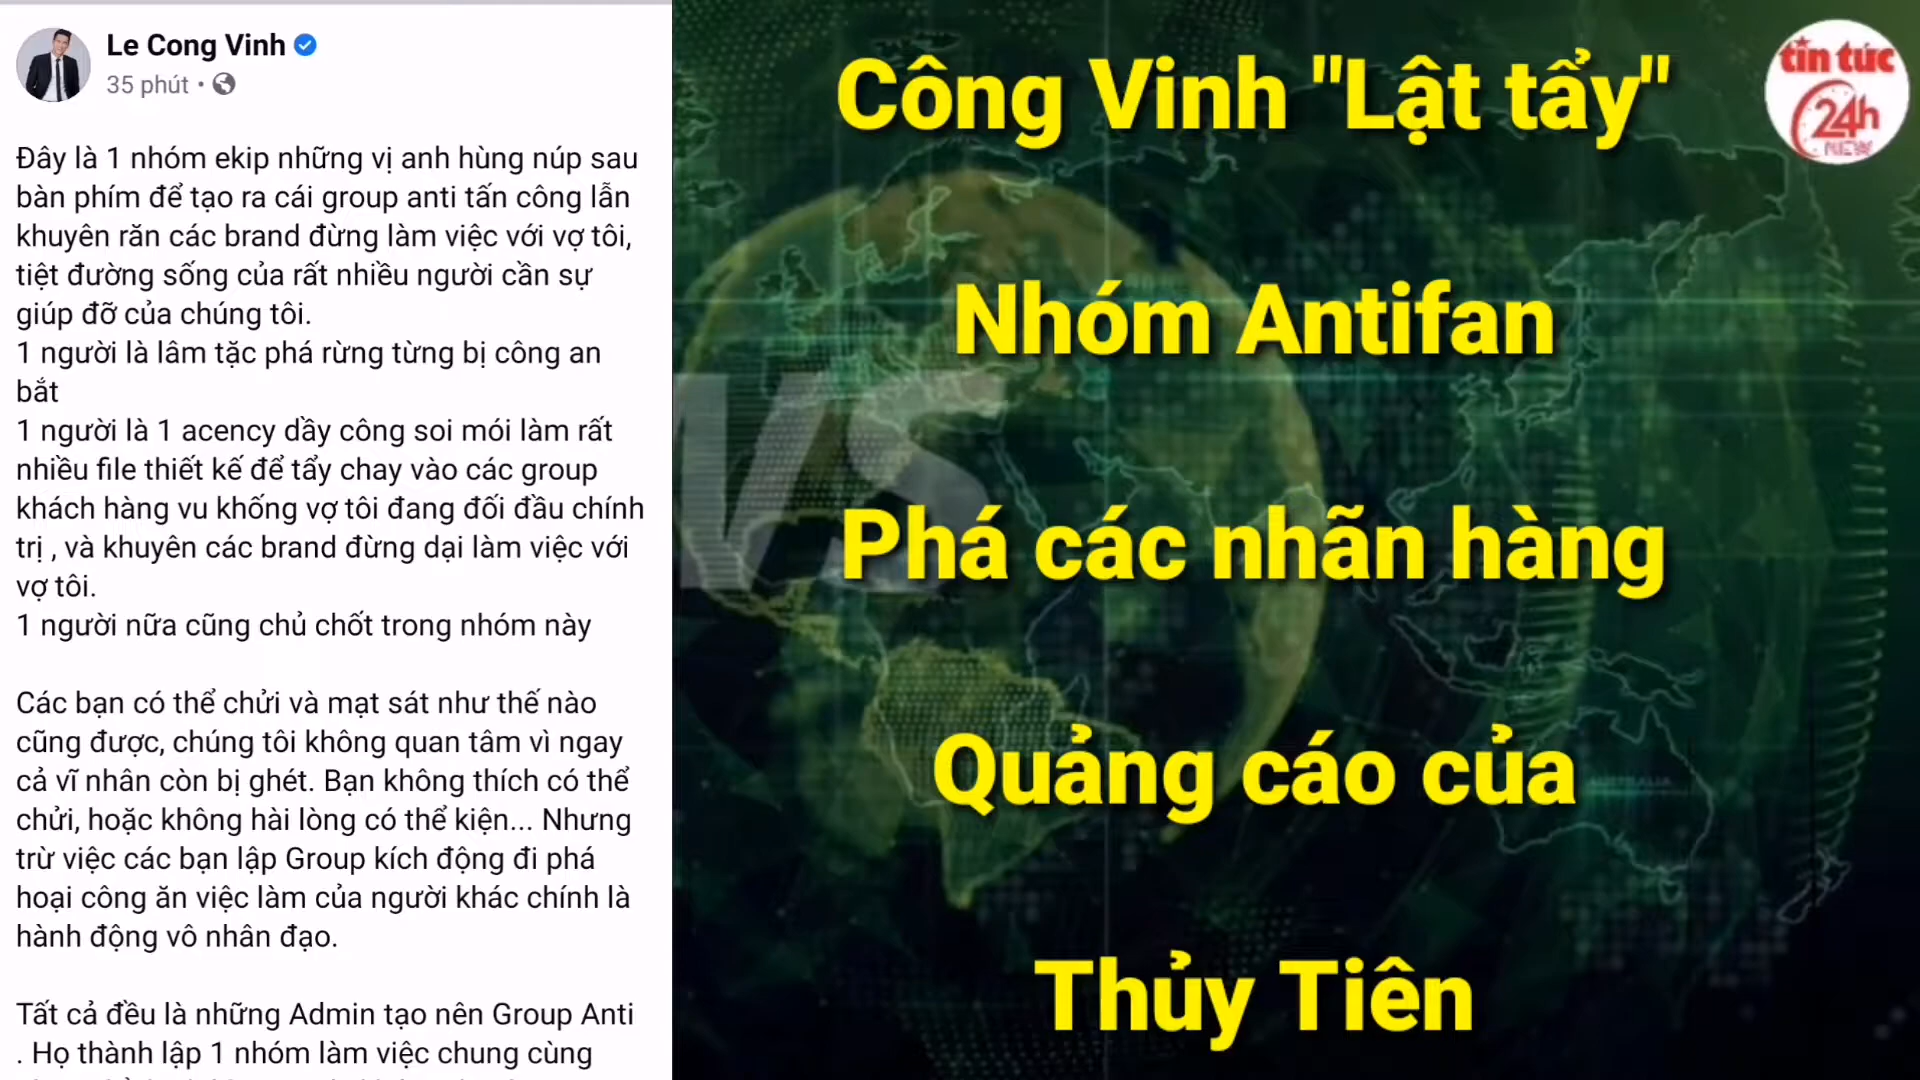 Le Cong Vinh
35 phút
Đây là 1 nhóm ekip những vị anh hùng núp sau
bàn phím để tạo ra cái group anti tấn công lẫn
khuyên răn các brand đừng làm việc với vợ tôi,
tiệt đường sống của rất nhiều người cần sự
giúp đỡ của chúng tôi.
1 người là lâm tặc phá rừng từng bị công an
bắt
1 người là 1 acency dầy công soi mói làm rất
nhiều file thiết kế để tẩy chay vào các group
khách hàng vu khống vợ tôi đang đối đầu chính
trị , và khuyên các brand đừng dại làm việc với
vợ tôi.
1 người nữa cũng chủ chốt trong nhóm này
Các bạn có thể chửi và mạt sát như thế nào
cũng được, chúng tôi không quan tâm vì ngay
cả vĩ nhân còn bị ghét. Bạn không thích có thể
chửi, hoặc không hài lòng có thể kiện... Nhưng
trừ việc các bạn lập Group kích động đi phá
hoại công ăn việc làm của người khác chính là
hành động vô nhân đạo.
Tất cả đều là những Admin tạo nên Group Anti
. Họ thành lập 1 nhóm làm việc chung cùng
Công Vinh "Lật tẩy"
Nhóm Antifan
Phá các nhãn hàng
Quảng cáo của
Thủy Tiên
tin tức
24h
NEW
VS
AUSTRALIA